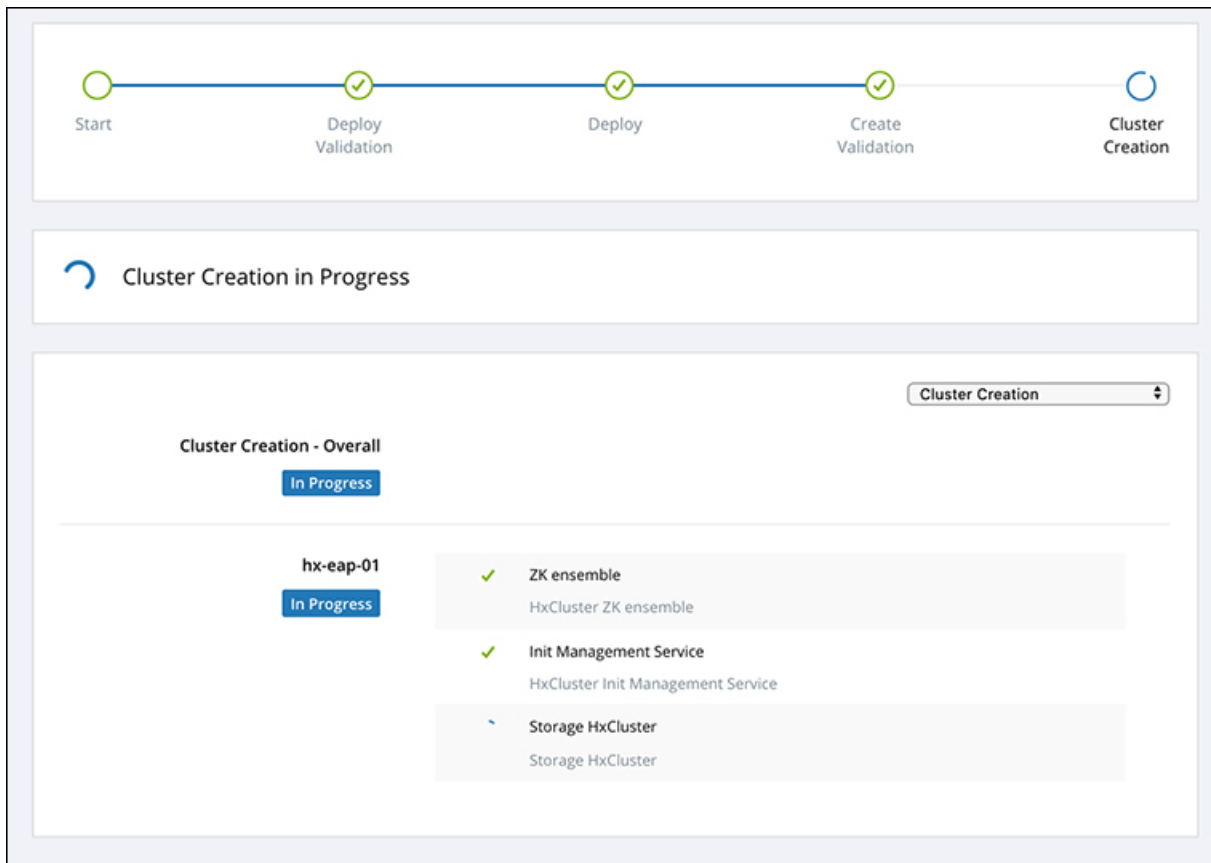 Start
Deploy
Validation
Deploy
Create
Validation
Cluster
Creation
Cluster Creation in Progress
Cluster Creation
Cluster Creation - Overall
In Progress
hx-eap-01
In Progress
ZK ensemble
HxCluster ZK ensemble
Init Management Service
HxCluster Init Management Service
Storage HxCluster
Storage HxCluster